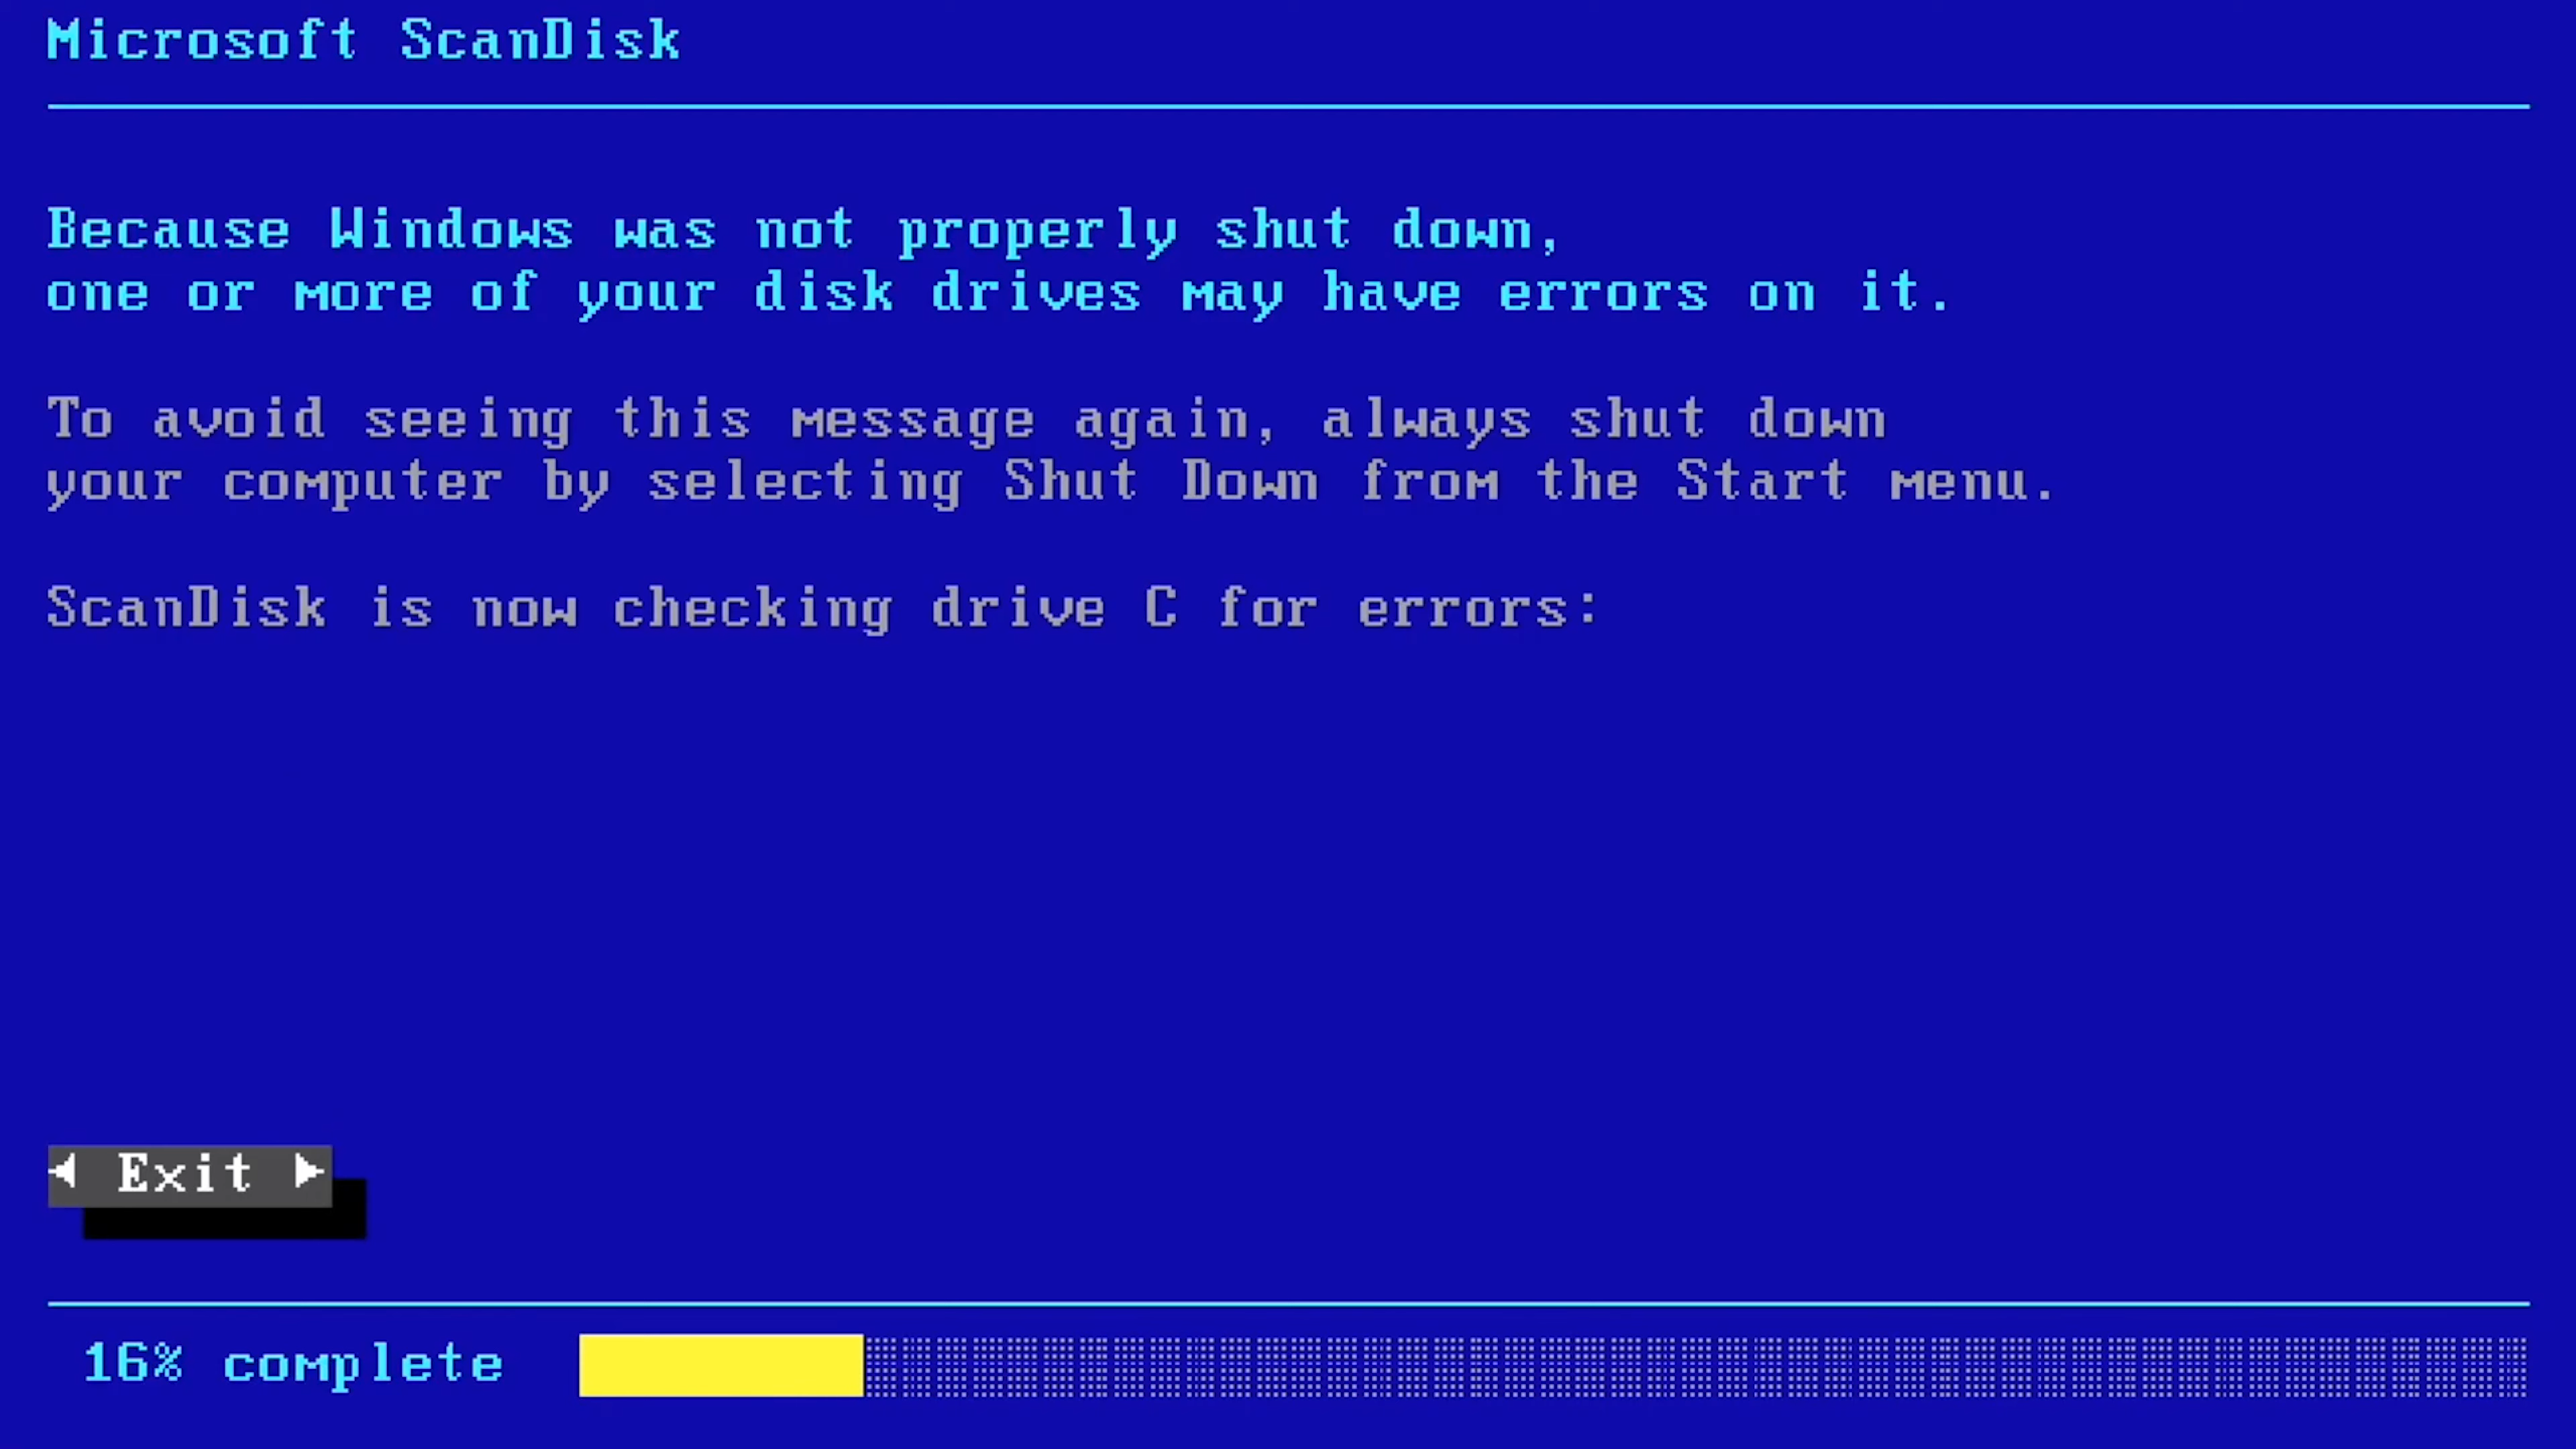 Microsoft ScanDisk
Because Windows was not properly shut down,
one or more of your disk drives may have errors on it.
To avoid seeing this message again, always shut down
your computer by selecting Shut Down from the Start menu.
ScanDisk is now checking drive C for errors:
Exit
16% complete